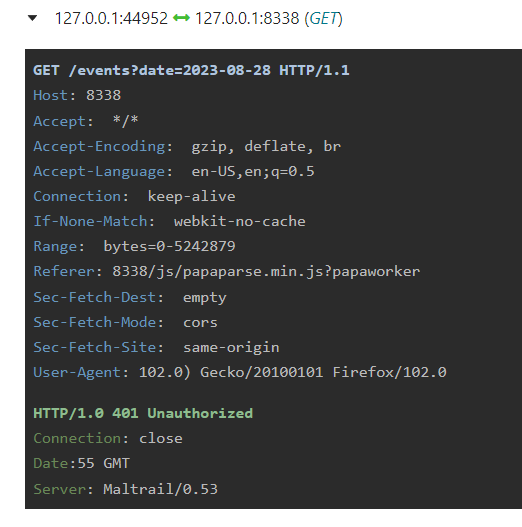 127.0.0.1:44952 ↔ 127.0.0.1:8338 (GET)
GET /events?date=2023-08-28 HTTP/1.1
Host: 8338
Accept:  */*
Accept-Encoding:  gzip, deflate, br
Accept-Language:  en-US,en;q=0.5
Connection:  keep-alive
If-None-Match:  webkit-no-cache
Range:  bytes=0-5242879
Referer: 8338/js/papaparse.min.js?papaworker
Sec-Fetch-Dest:  empty
Sec-Fetch-Mode:  cors
Sec-Fetch-Site:  same-origin
User-Agent: 102.0) Gecko/20100101 Firefox/102.0
HTTP/1.0 401 Unauthorized
Connection: close
Date:55 GMT
Server: Maltrail/0.53